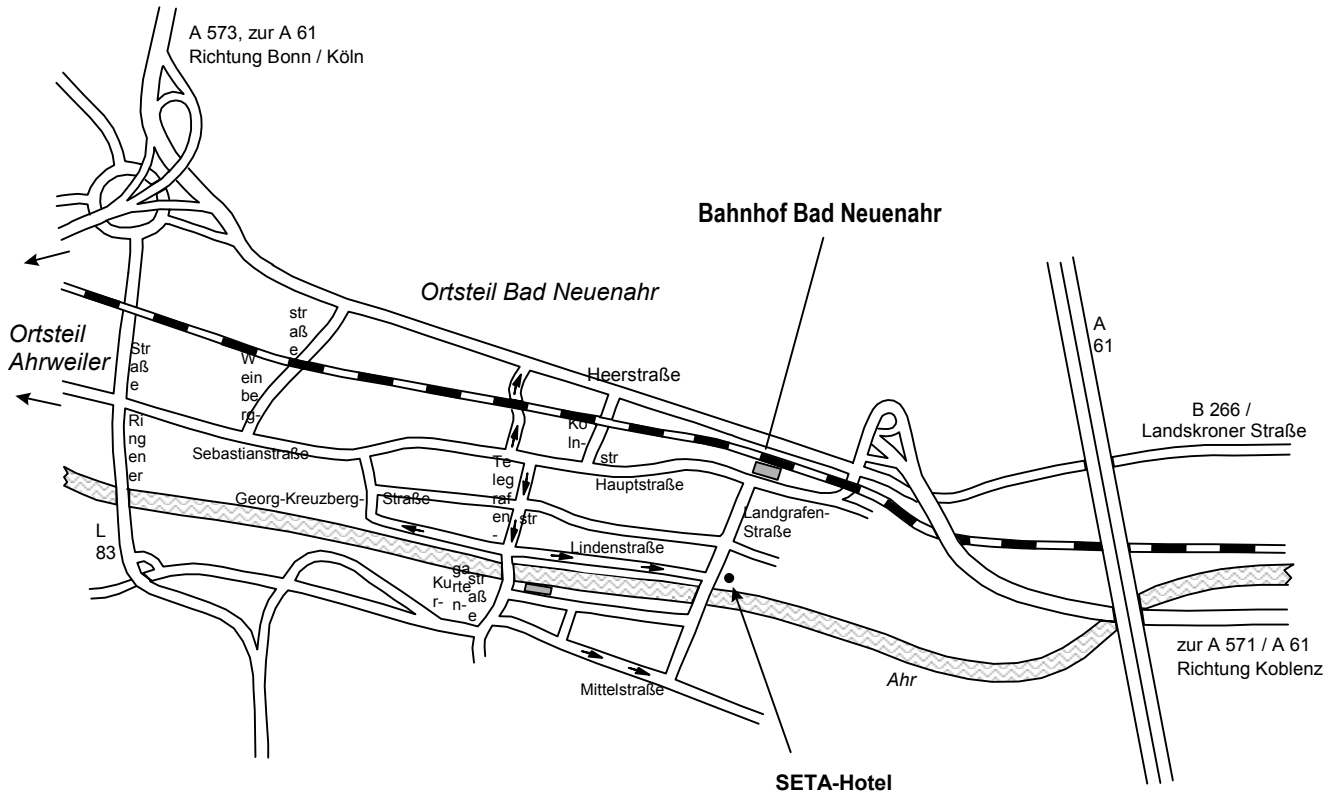 A 573, zur A 61
Richtung Bonn / Köln
Bahnhof Bad Neuenahr
Ortsteil Bad Neuenahr
Ortsteil
Ahrweiler
str
aß
e
W
ein
be
rg-
Str
aß
e
Ri
ng
en
er
Heerstraße
A
61
B 266 /
Landskroner Straße
Kö
ln-
str
Sebastianstraße
Te
leg
raf
en
-
str
Hauptstraße
Georg-Kreuzberg-
Straße
Landgrafen-
Straße
L
83
Lindenstraße
Ku
r-
ga
rte
n-
str
aß
e
Mittelstraße
Ahr
zur A 571 / A 61
Richtung Koblenz
SETA-Hotel